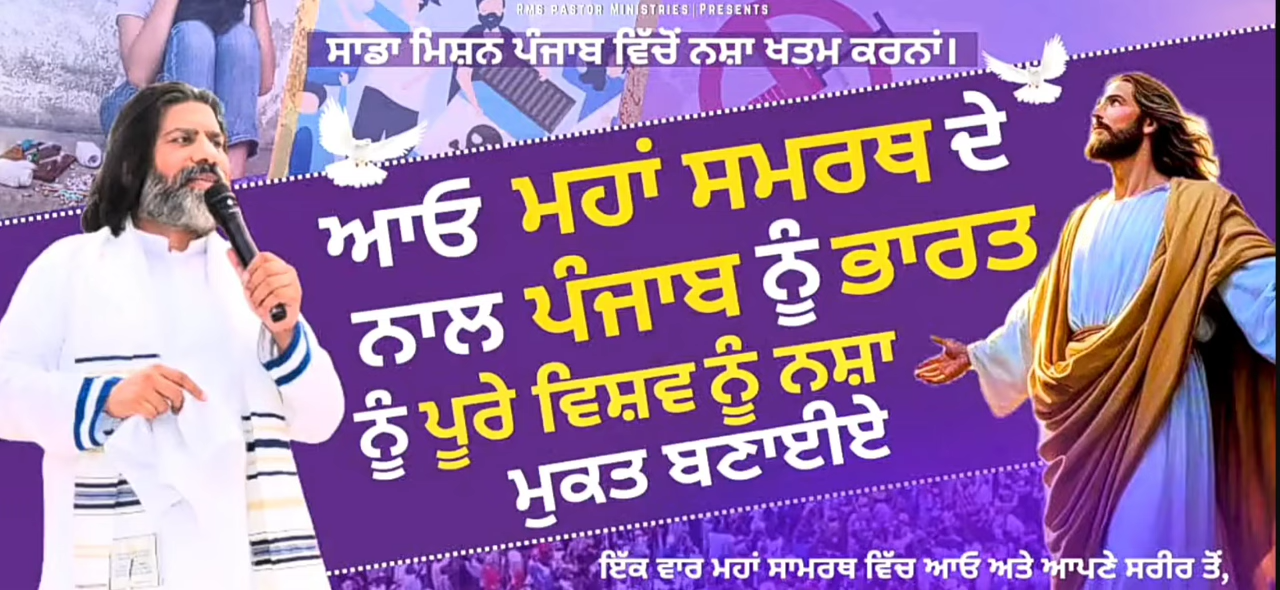 RMS PASTOR MINISTRIES | PRESENTS
ਸਾਡਾ ਮਿਸ਼ਨ ਪੰਜਾਬ ਵਿੱਚੋਂ ਨਸ਼ਾ ਖਤਮ ਕਰਨਾਂ।
ਆਓ ਮਹਾਂ ਸਮਰਥ ਦੇ
ਨਾਲ ਪੰਜਾਬ ਨੂੰ ਭਾਰਤ
ਨੂੰ ਪੂਰੇ ਵਿਸ਼ਵ ਨੂੰ ਨਸ਼ਾ
ਮੁਕਤ ਬਣਾਈਏ
ਇੱਕ ਵਾਰ ਮਹਾਂ ਸਾਮਰਥ ਵਿੱਚ ਆਓ ਅਤੇ ਆਪਣੇ ਸਰੀਰ ਤੋਂ,